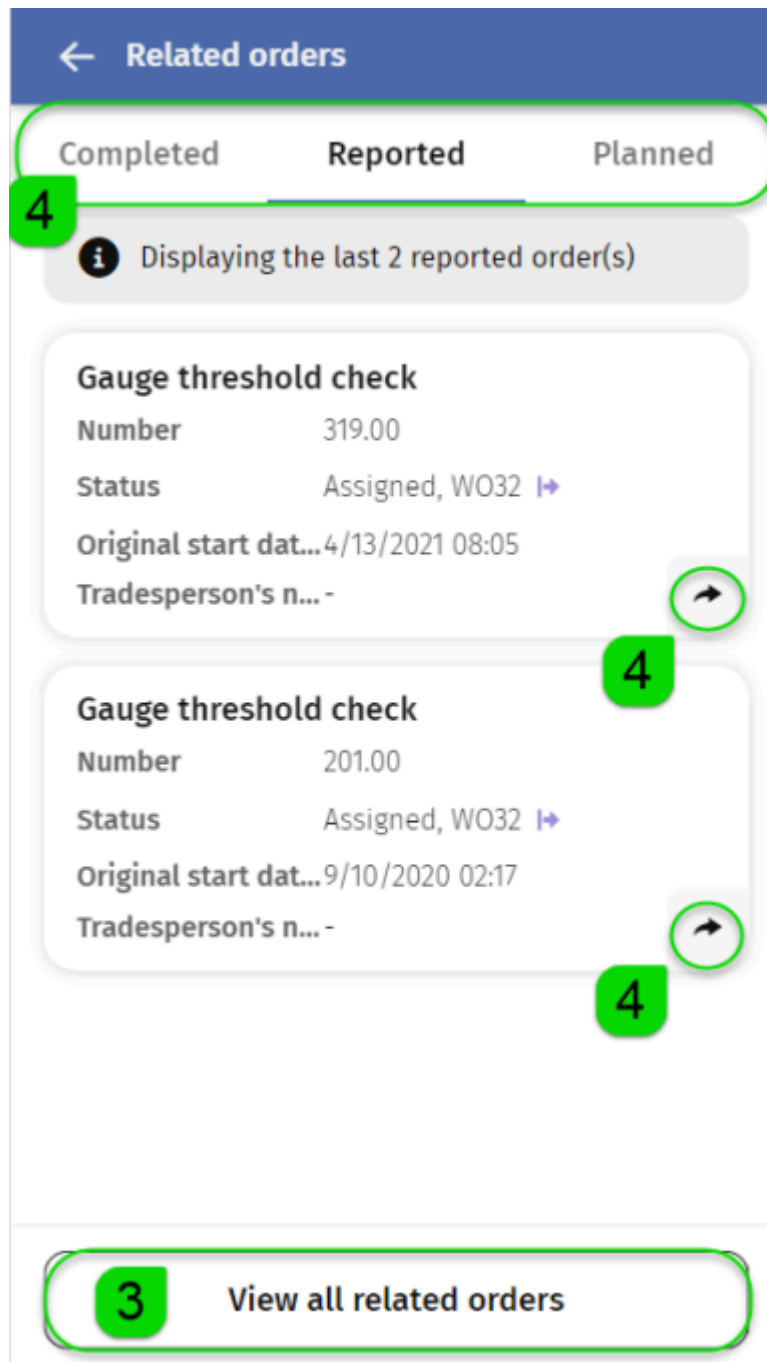 Related orders
Completed Reported Planned
4
Displaying the last 2 reported order(s)
Gauge threshold check
Number 319.00
Status Assigned, WO32
Original start dat... 4/13/2021 08:05
Tradesperson's n... -
4
Gauge threshold check
Number 201.00
Status Assigned, WO32
Original start dat... 9/10/2020 02:17
Tradesperson's n... -
4
3 View all related orders